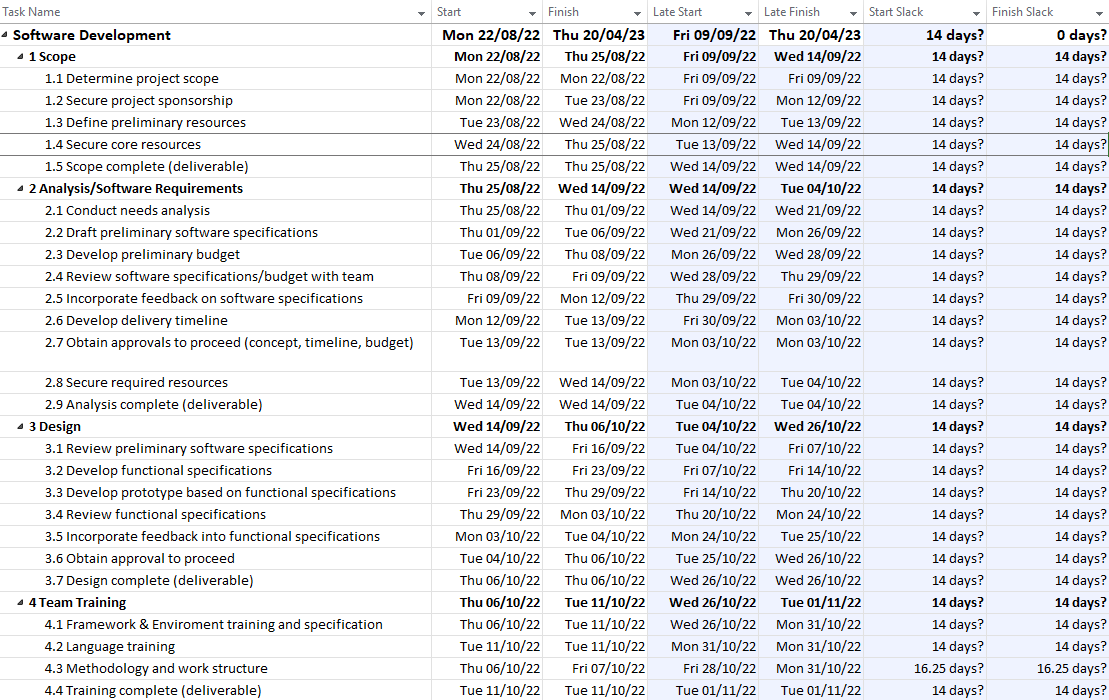 Task Name Start Finish Late Start Late Finish Start Slack Finish Slack
Software Development Mon 22/08/22 Thu 20/04/23 Fri 09/09/22 Thu 20/04/23 14 days? 0 days?
1 Scope Mon 22/08/22 Thu 25/08/22 Fri 09/09/22 Wed 14/09/22 14 days? 14 days?
1.1 Determine project scope Mon 22/08/22 Mon 22/08/22 Fri 09/09/22 Fri 09/09/22 14 days? 14 days?
1.2 Secure project sponsorship Mon 22/08/22 Tue 23/08/22 Fri 09/09/22 Mon 12/09/22 14 days? 14 days?
1.3 Define preliminary resources Tue 23/08/22 Wed 24/08/22 Mon 12/09/22 Tue 13/09/22 14 days? 14 days?
1.4 Secure core resources Wed 24/08/22 Thu 25/08/22 Tue 13/09/22 Wed 14/09/22 14 days? 14 days?
1.5 Scope complete (deliverable) Thu 25/08/22 Thu 25/08/22 Wed 14/09/22 Wed 14/09/22 14 days? 14 days?
2 Analysis/Software Requirements Thu 25/08/22 Wed 14/09/22 Wed 14/09/22 Tue 04/10/22 14 days? 14 days?
2.1 Conduct needs analysis Thu 25/08/22 Thu 01/09/22 Wed 14/09/22 Wed 21/09/22 14 days? 14 days?
2.2 Draft preliminary software specifications Thu 01/09/22 Tue 06/09/22 Wed 21/09/22 Mon 26/09/22 14 days? 14 days?
2.3 Develop preliminary budget Tue 06/09/22 Thu 08/09/22 Mon 26/09/22 Wed 28/09/22 14 days? 14 days?
2.4 Review software specifications/budget with team Thu 08/09/22 Fri 09/09/22 Wed 28/09/22 Thu 29/09/22 14 days? 14 days?
2.5 Incorporate feedback on software specifications Fri 09/09/22 Mon 12/09/22 Thu 29/09/22 Fri 30/09/22 14 days? 14 days?
2.6 Develop delivery timeline Mon 12/09/22 Tue 13/09/22 Fri 30/09/22 Mon 03/10/22 14 days? 14 days?
2.7 Obtain approvals to proceed (concept, timeline, budget) Tue 13/09/22 Tue 13/09/22 Mon 03/10/22 Mon 03/10/22 14 days? 14 days?
2.8 Secure required resources Tue 13/09/22 Wed 14/09/22 Mon 03/10/22 Tue 04/10/22 14 days? 14 days?
2.9 Analysis complete (deliverable) Wed 14/09/22 Wed 14/09/22 Tue 04/10/22 Tue 04/10/22 14 days? 14 days?
3 Design Wed 14/09/22 Thu 06/10/22 Tue 04/10/22 Wed 26/10/22 14 days? 14 days?
3.1 Review preliminary software specifications Wed 14/09/22 Fri 16/09/22 Tue 04/10/22 Fri 07/10/22 14 days? 14 days?
3.2 Develop functional specifications Fri 16/09/22 Fri 23/09/22 Fri 07/10/22 Fri 14/10/22 14 days? 14 days?
3.3 Develop prototype based on functional specifications Fri 23/09/22 Thu 29/09/22 Fri 14/10/22 Thu 20/10/22 14 days? 14 days?
3.4 Review functional specifications Thu 29/09/22 Mon 03/10/22 Thu 20/10/22 Mon 24/10/22 14 days? 14 days?
3.5 Incorporate feedback into functional specifications Mon 03/10/22 Tue 04/10/22 Mon 24/10/22 Tue 25/10/22 14 days? 14 days?
3.6 Obtain approval to proceed Tue 04/10/22 Thu 06/10/22 Tue 25/10/22 Wed 26/10/22 14 days? 14 days?
3.7 Design complete (deliverable) Thu 06/10/22 Thu 06/10/22 Wed 26/10/22 Wed 26/10/22 14 days? 14 days?
4 Team Training Thu 06/10/22 Tue 11/10/22 Wed 26/10/22 Tue 01/11/22 14 days? 14 days?
4.1 Framework & Enviroment training and specification Thu 06/10/22 Tue 11/10/22 Wed 26/10/22 Mon 31/10/22 14 days? 14 days?
4.2 Language training Tue 11/10/22 Tue 11/10/22 Mon 31/10/22 Mon 31/10/22 14 days? 14 days?
4.3 Methodology and work structure Thu 06/10/22 Fri 07/10/22 Fri 28/10/22 Mon 31/10/22 16.25 days? 16.25 days?
4.4 Training complete (deliverable) Tue 11/10/22 Tue 11/10/22 Tue 01/11/22 Tue 01/11/22 14 days? 14 days?